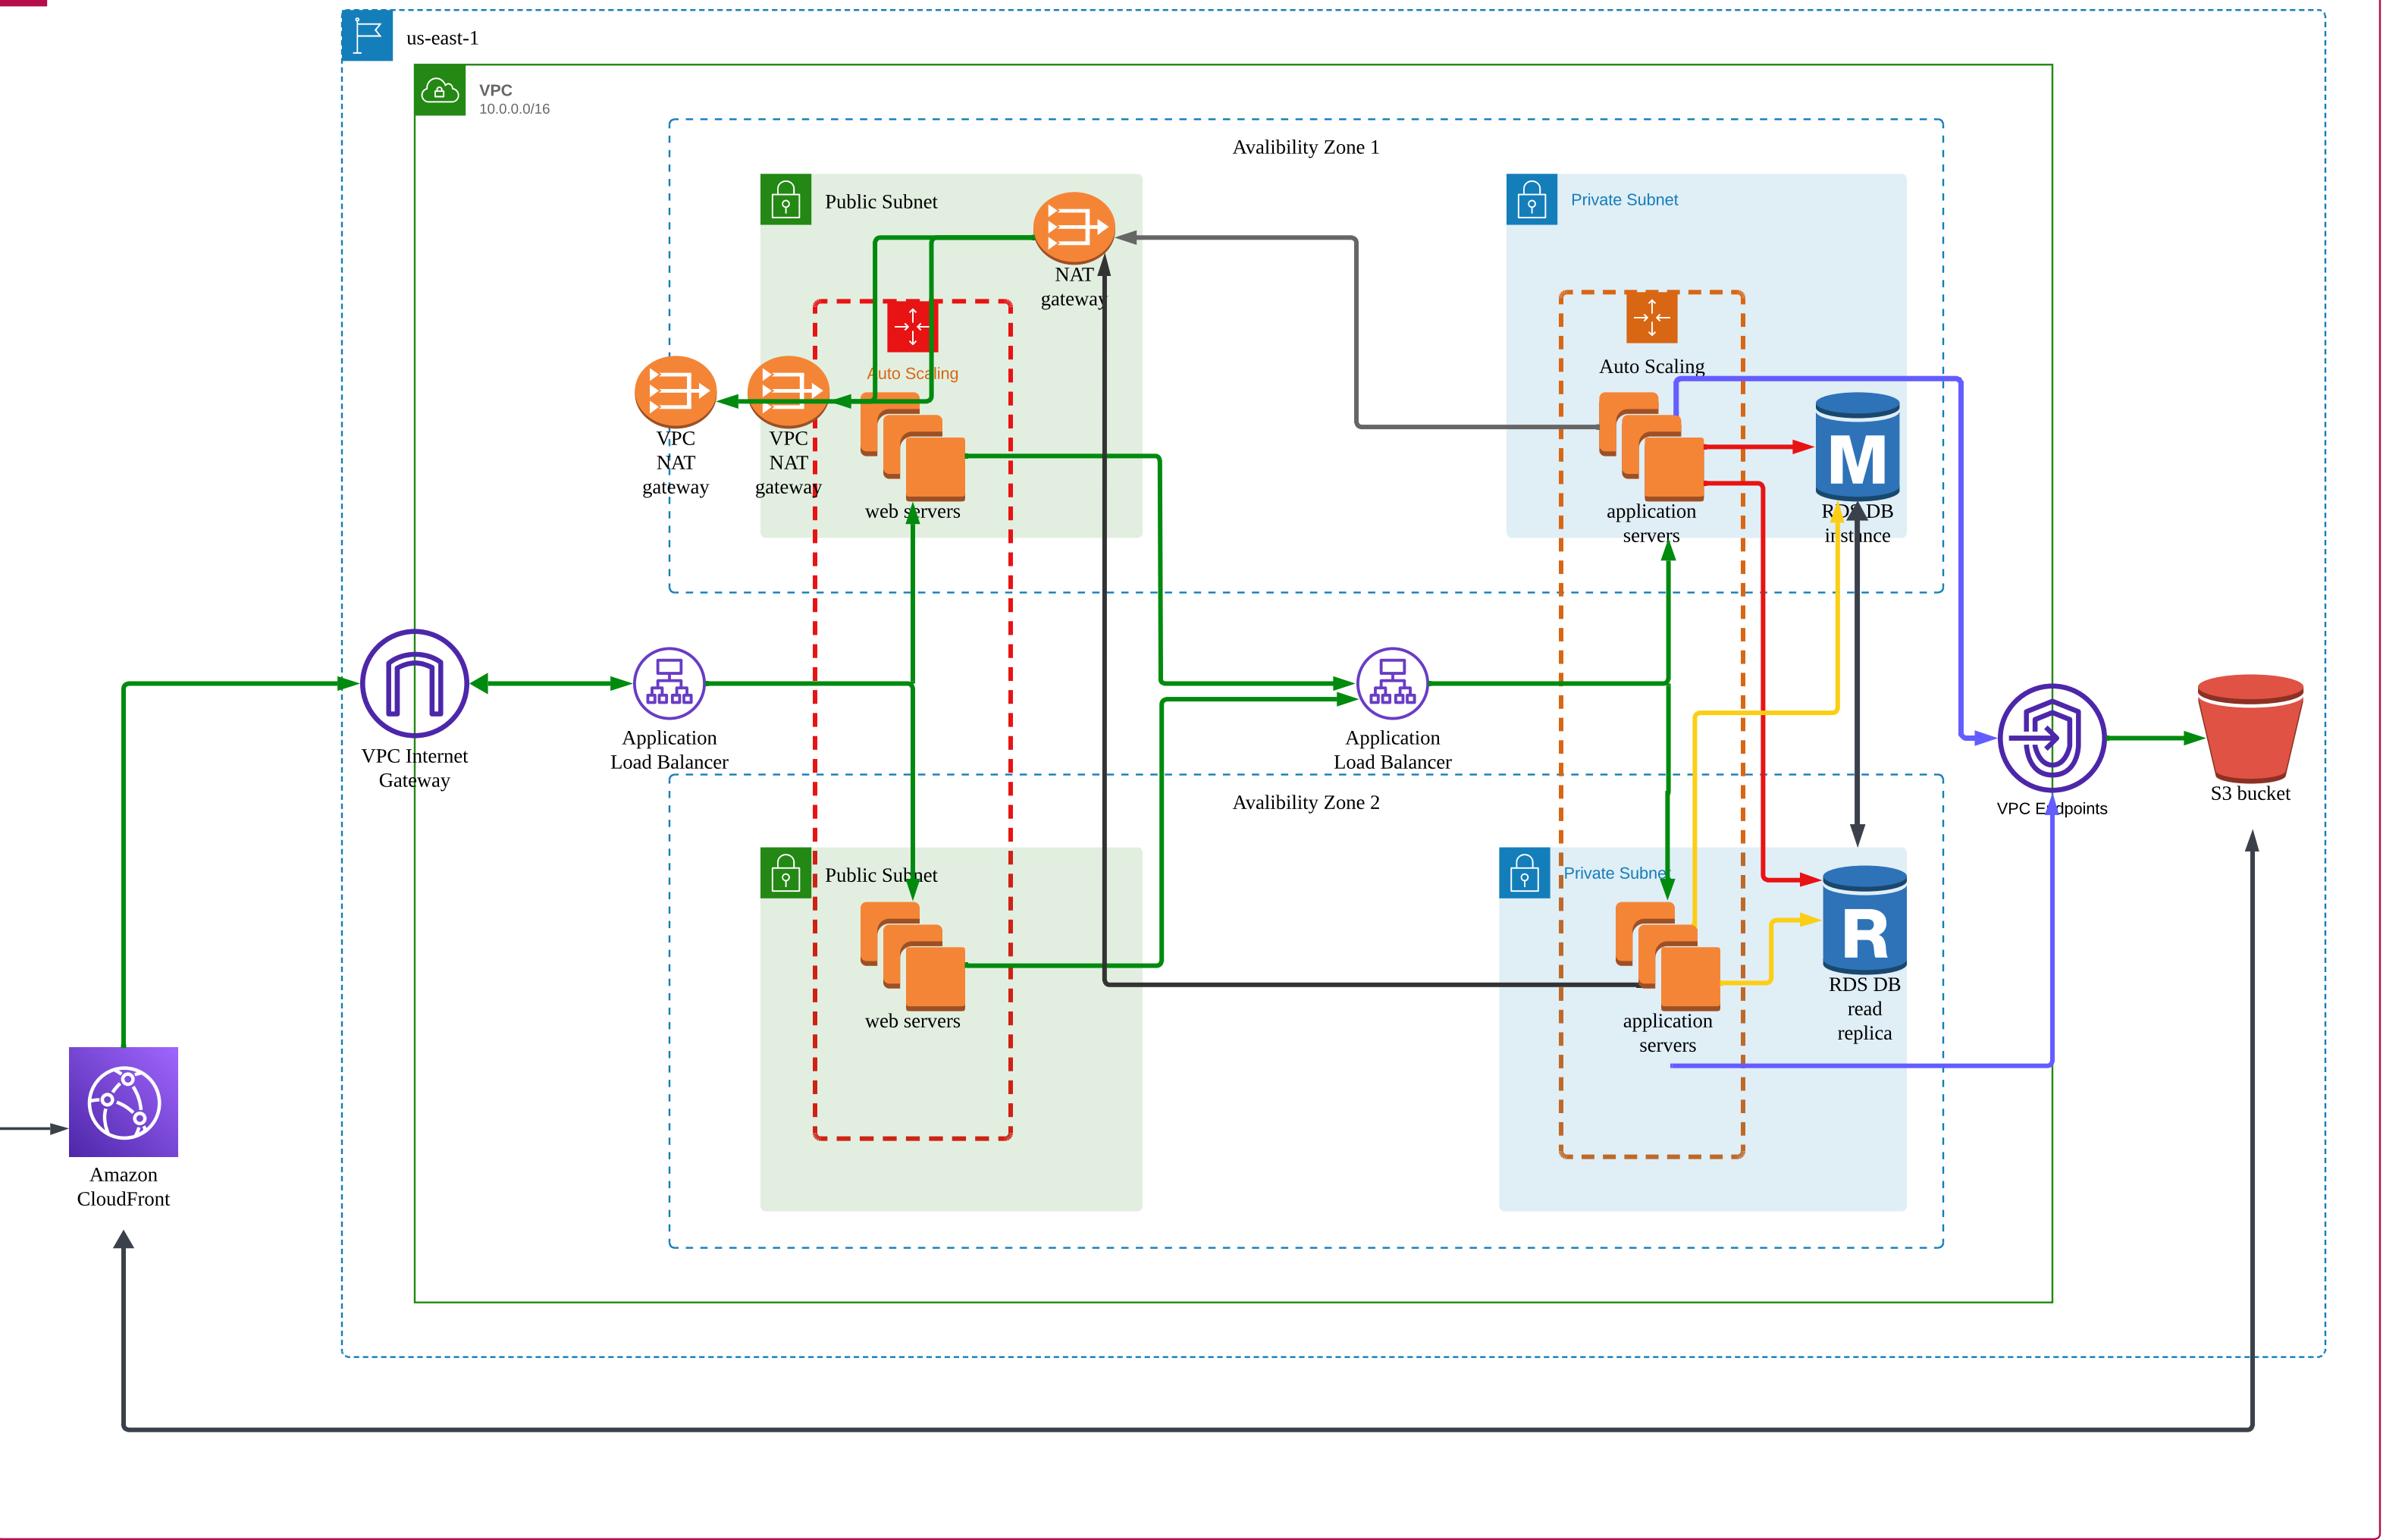 us-east-1
VPC
10.0.0.0/16
Avalibility Zone 1
Public Subnet
NAT
gateway
Private Subnet
Auto Scaling
Auto Scaling
VPC
NAT
gateway
VPC
NAT
gateway
web servers
application
servers
M
RDS DB
instance
VPC Internet
Gateway
Application
Load Balancer
Application
Load Balancer
VPC Endpoints
S3 bucket
Avalibility Zone 2
Public Subnet
Private Subnet
web servers
application
servers
R
RDS DB
read
replica
Amazon
CloudFront